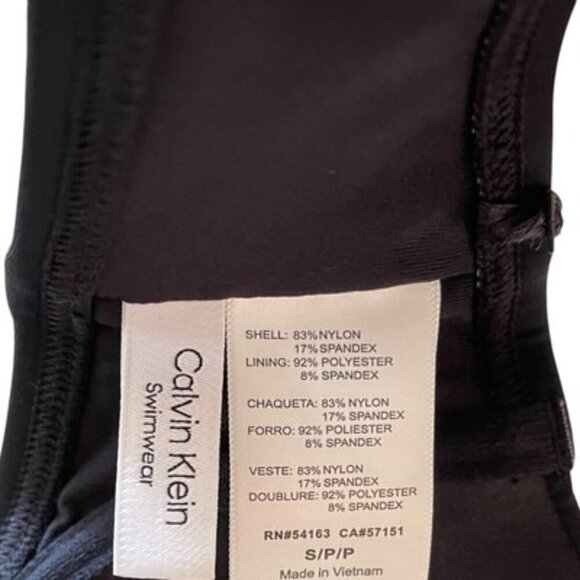 Calvin Klein
Swimwear
SHELL: 83%NYLON
17%SPANDEX
LINING: 92% POLYESTER
8% SPANDEX
CHAQUETA: 83%NYLON
17% SPANDEX
FORRO: 92% POLIESTER
8% SPANDEX
VESTE: 83%NYLON
17% SPANDEX
DOUBLURE: 92% POLYESTER
8% SPANDEX
RN#54163 CA#57151
S/P/P
Made in Vietnam